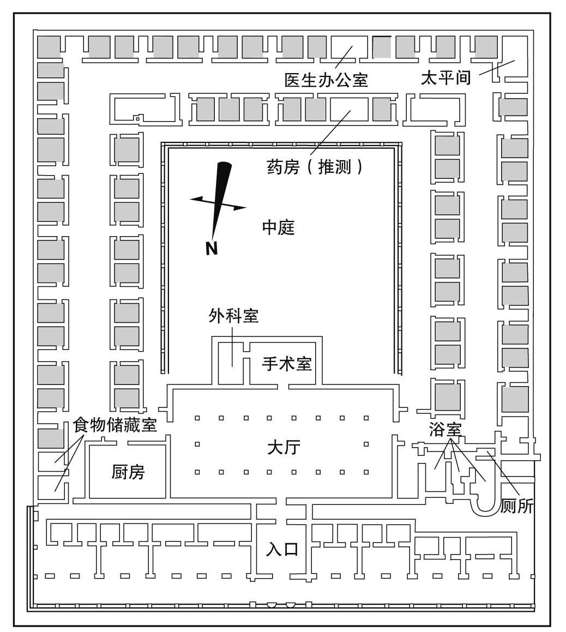 医生办公室
太平间
药房（推测）
N
中庭
外科室
手术室
食物储藏室
大厅
浴室
厨房
厕所
入口